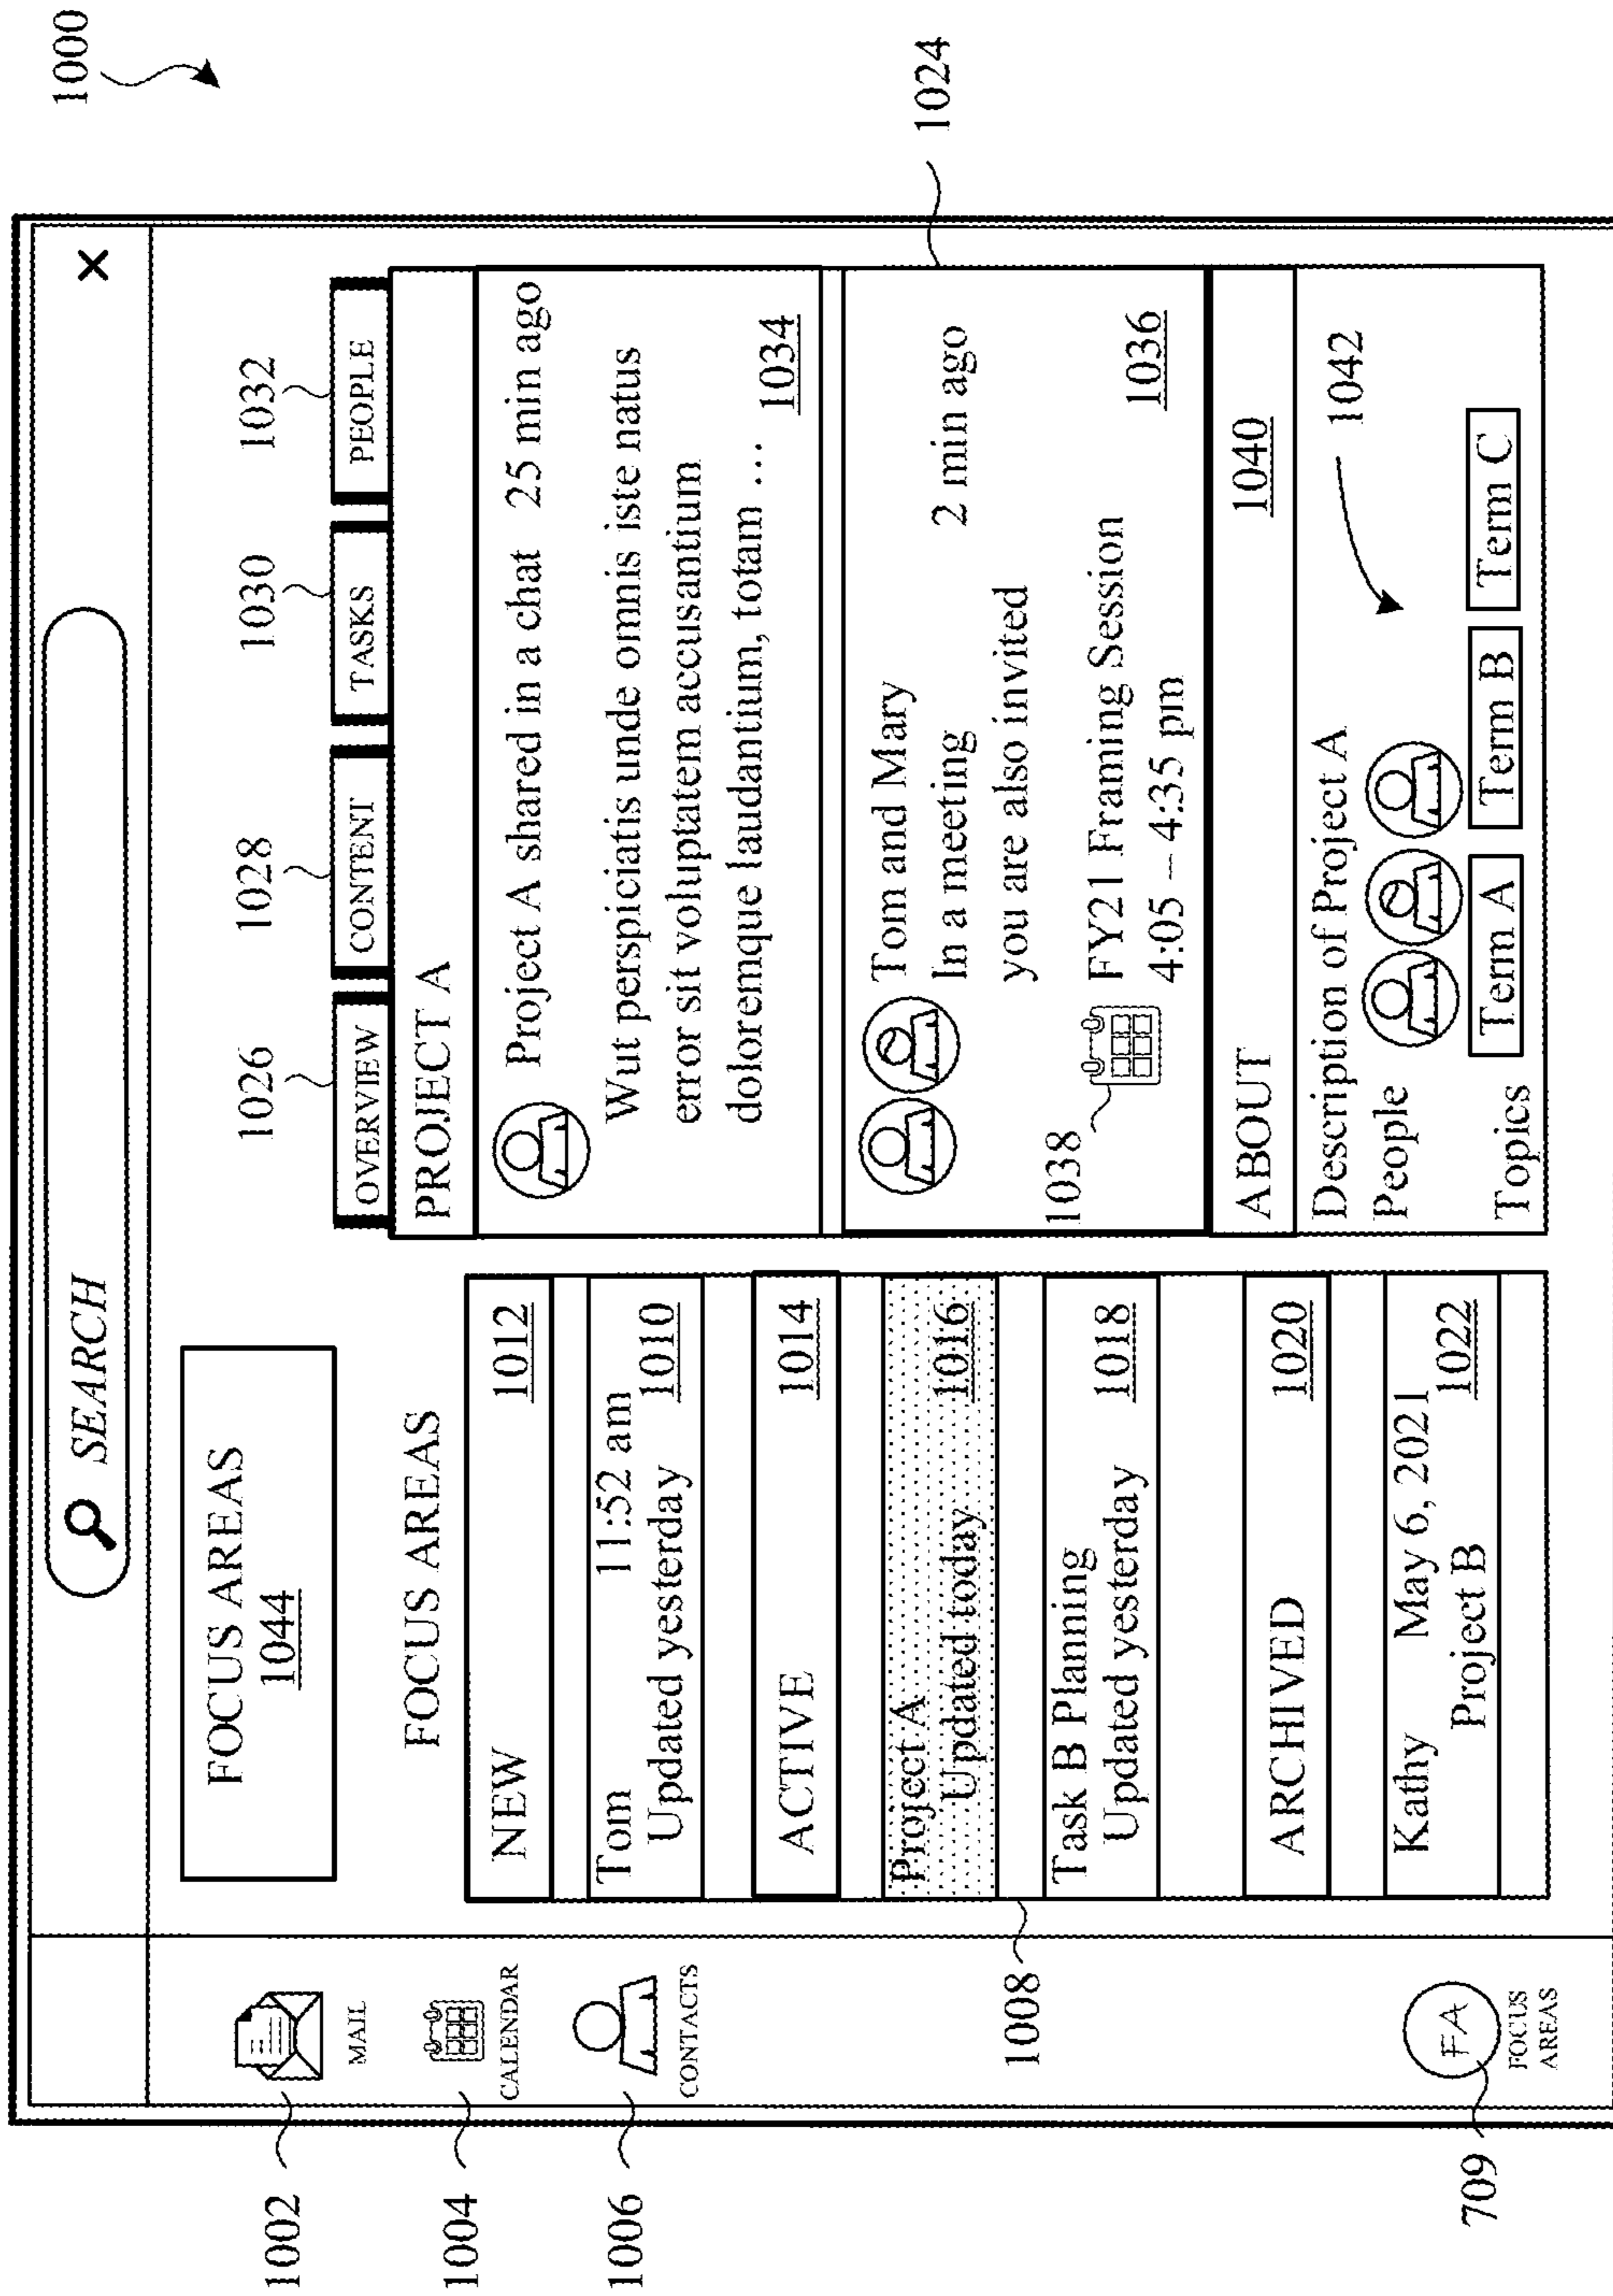 1000
SEARCH
×
1002
MAIL
1004
CALENDAR
1006
CONTACTS
1008
709
FA
FOCUS
AREAS
FOCUS AREAS
1044
FOCUS AREAS
NEW 1012
Tom 11:52 am
Updated yesterday 1010
ACTIVE 1014
Project A
Updated today 1016
Task B Planning
Updated yesterday 1018
ARCHIVED 1020
Kathy May 6, 2021
Project B 1022
1026 1028 1030 1032
OVERVIEW CONTENT TASKS PEOPLE
PROJECT A
Project A shared in a chat 25 min ago
Wut perspiciatis unde omnis iste natus
error sit voluptatem accusantium
doloremque laudantium, totam ... 1034
1024
Tom and Mary
In a meeting 2 min ago
you are also invited
1038
FY21 Framing Session
4:05 – 4:35 pm 1036
ABOUT 1040
Description of Project A
1042
People
Topics Term A Term B Term C